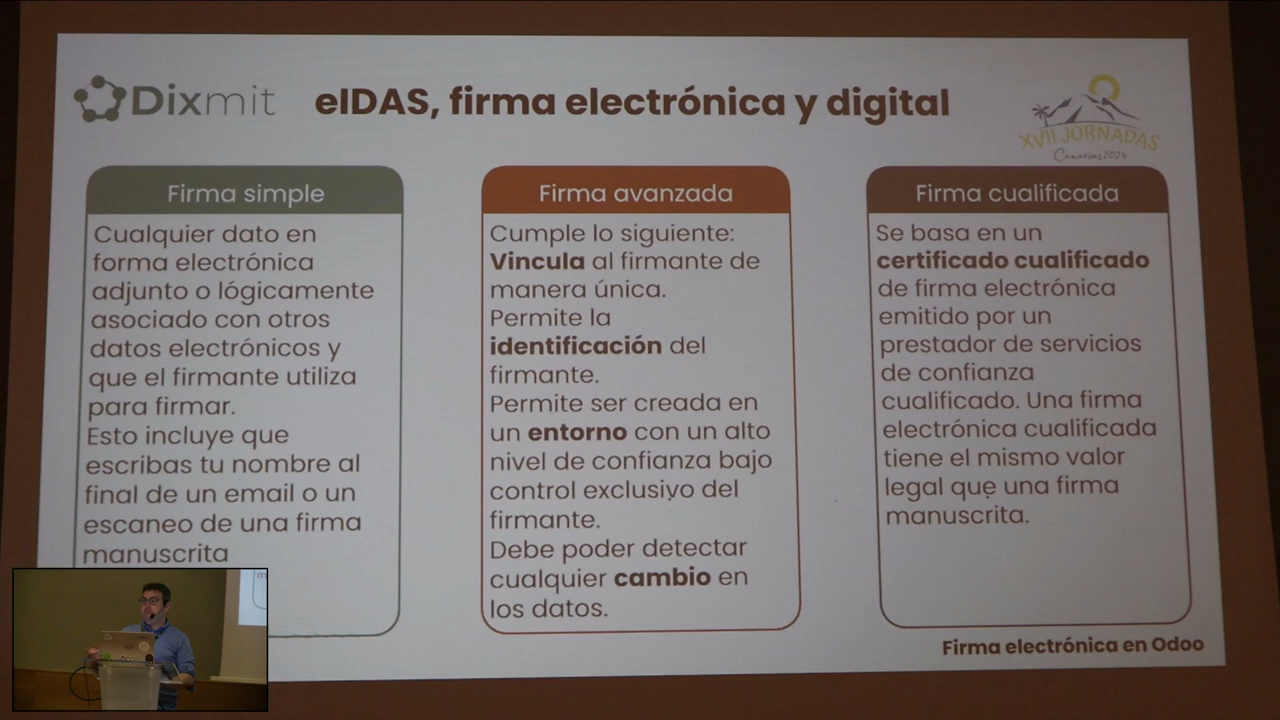 Dixmit
eIDAS, firma electrónica y digital
XVII JORNADAS
Canarias2024
Firma simple
Cualquier dato en
forma electrónica
adjunto o lógicamente
asociado con otros
datos electrónicos y
que el firmante utiliza
para firmar.
Esto incluye que
escribas tu nombre al
final de un email o un
escaneo de una firma
manuscrita
Firma avanzada
Cumple lo siguiente:
Vincula al firmante de
manera única.
Permite la
identificación del
firmante.
Permite ser creada en
un entorno con un alto
nivel de confianza bajo
control exclusivo del
firmante.
Debe poder detectar
cualquier cambio en
los datos.
Firma cualificada
Se basa en un
certificado cualificado
de firma electrónica
emitido por un
prestador de servicios
de confianza
cualificado. Una firma
electrónica cualificada
tiene el mismo valor
legal que una firma
manuscrita.
Firma electrónica en Odoo